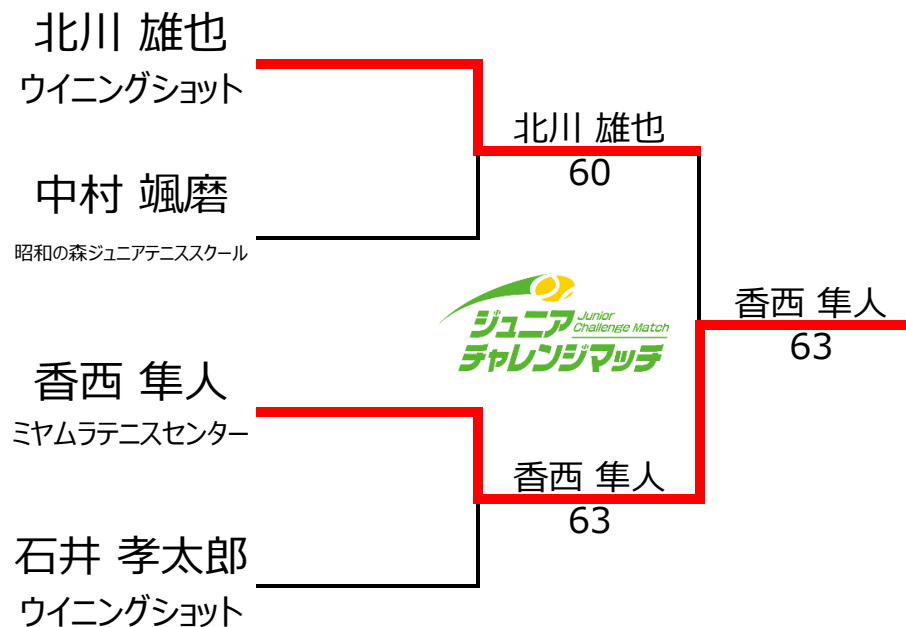 北川 雄也
ウイニングショット
中村 颯磨
昭和の森ジュニアテニススクール
香西 隼人
ミヤムラテニスセンター
石井 孝太郎
ウイニングショット
北川 雄也
60
ジュニア
Junior
Challenge Match
チャレンジマッチ
香西 隼人
63
香西 隼人
63